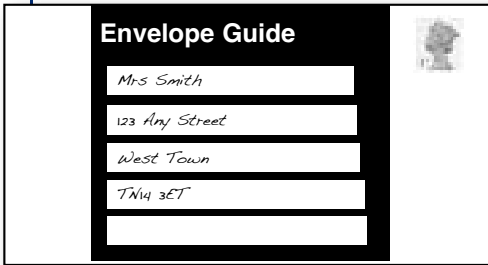 Envelope Guide
Mrs Smith
123 Any Street
West Town
TN14 3ET